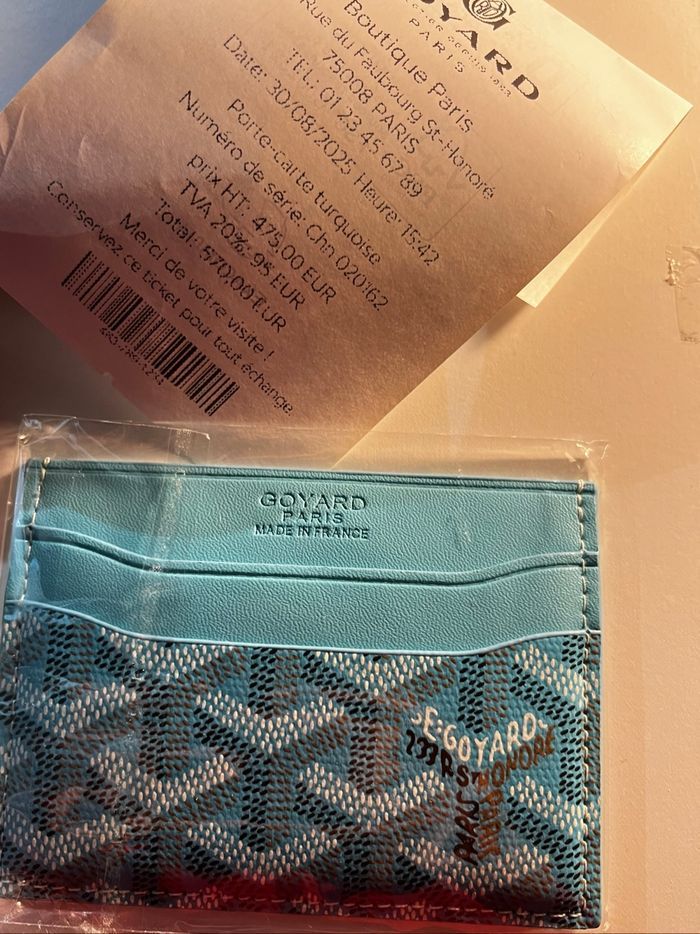 GOYARD
PARIS
Boutique Paris
Rue du Faubourg St-Honoré
75008 PARIS
TEL: 01 23 45 67 89
Date: 30/08/2025 Heure: 15:42
Porte-carte turquoise
Numéro de série: Chn 020162
prix HT: 475,00 EUR
TVA 20%: 95 EUR
Total: 570,00 EUR
Merci de votre visite !
Conservez ce ticket pour tout échange.
GOYARD
PARIS
MADE IN FRANCE
E·GOYARD
233 R ST HONORE
PARIS